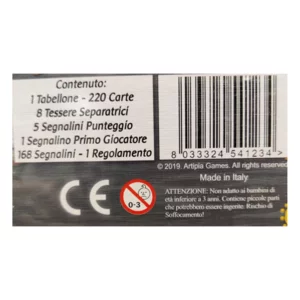 Contenuto:
1 Tabellone - 220 Carte
8 Tessere Separatrici
5 Segnalini Punteggio
1 Segnalino Primo Giocatore
168 Segnalini - 1 Regolamento
8 033324 541234 >
© 2019. Artipia Games. All rights reserved.
Made in Italy
CE
0-3
ATTENZIONE: Non adatto ai bambini di
età inferiore a 3 anni. Contiene piccole parti
che potrebbero essere ingerite. Rischio di
Soffocamento!